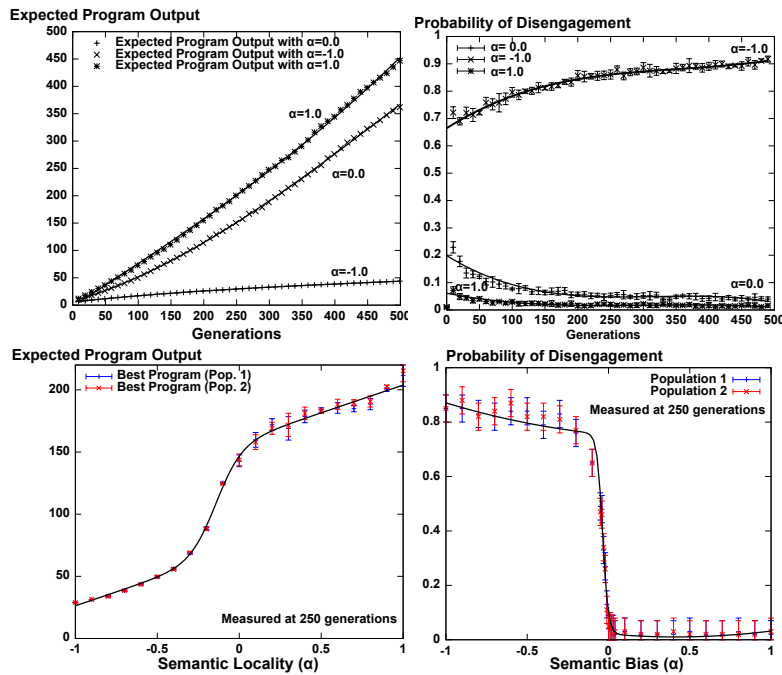 Expected Program Output
500
450
400
350
300
250
200
150
100
50
0
Expected Program Output with α=0.0
Expected Program Output with α=-1.0
Expected Program Output with α=1.0
α=1.0
α=0.0
α=-1.0
0 50 100 150 200 250 300 350 400 450 500
Generations
Probability of Disengagement
1
0.9
0.8
0.7
0.6
0.5
0.4
0.3
0.2
0.1
0
α= 0.0
α= -1.0
α=1.0
α=-1.0
α=1.0
α=0.0
0 50 100 150 200 250 300 350 400 450 500
Generations
Expected Program Output
200
150
100
50
0
Best Program (Pop. 1)
Best Program (Pop. 2)
Measured at 250 generations
-1 -0.5 0 0.5 1
Semantic Locality (α)
Probability of Disengagement
1
0.8
0.6
0.4
0.2
0
Population 1
Population 2
Measured at 250 generations
-1 -0.5 0 0.5 1
Semantic Bias (α)